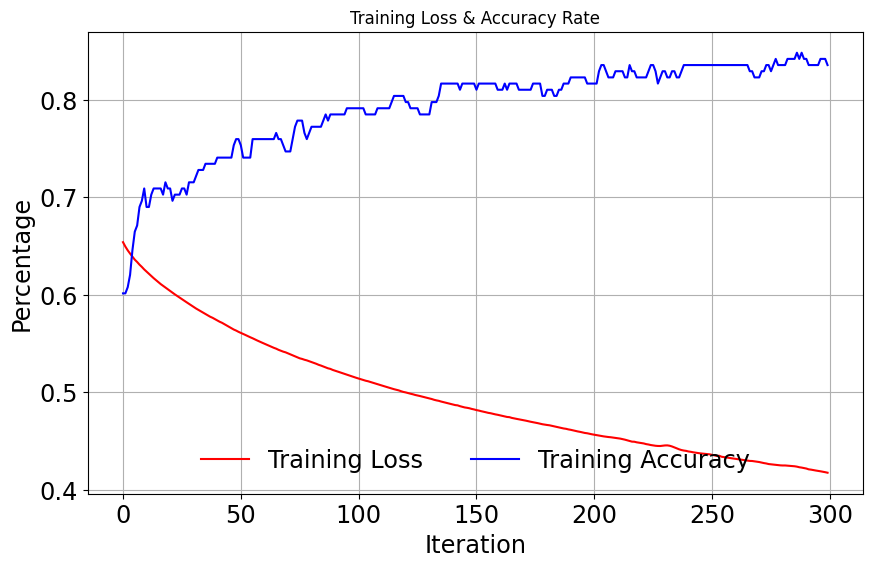 Training Loss & Accuracy Rate
Percentage
0.8
0.7
0.6
0.5
0.4
Training Loss
Training Accuracy
0 50 100 150 200 250 300
Iteration